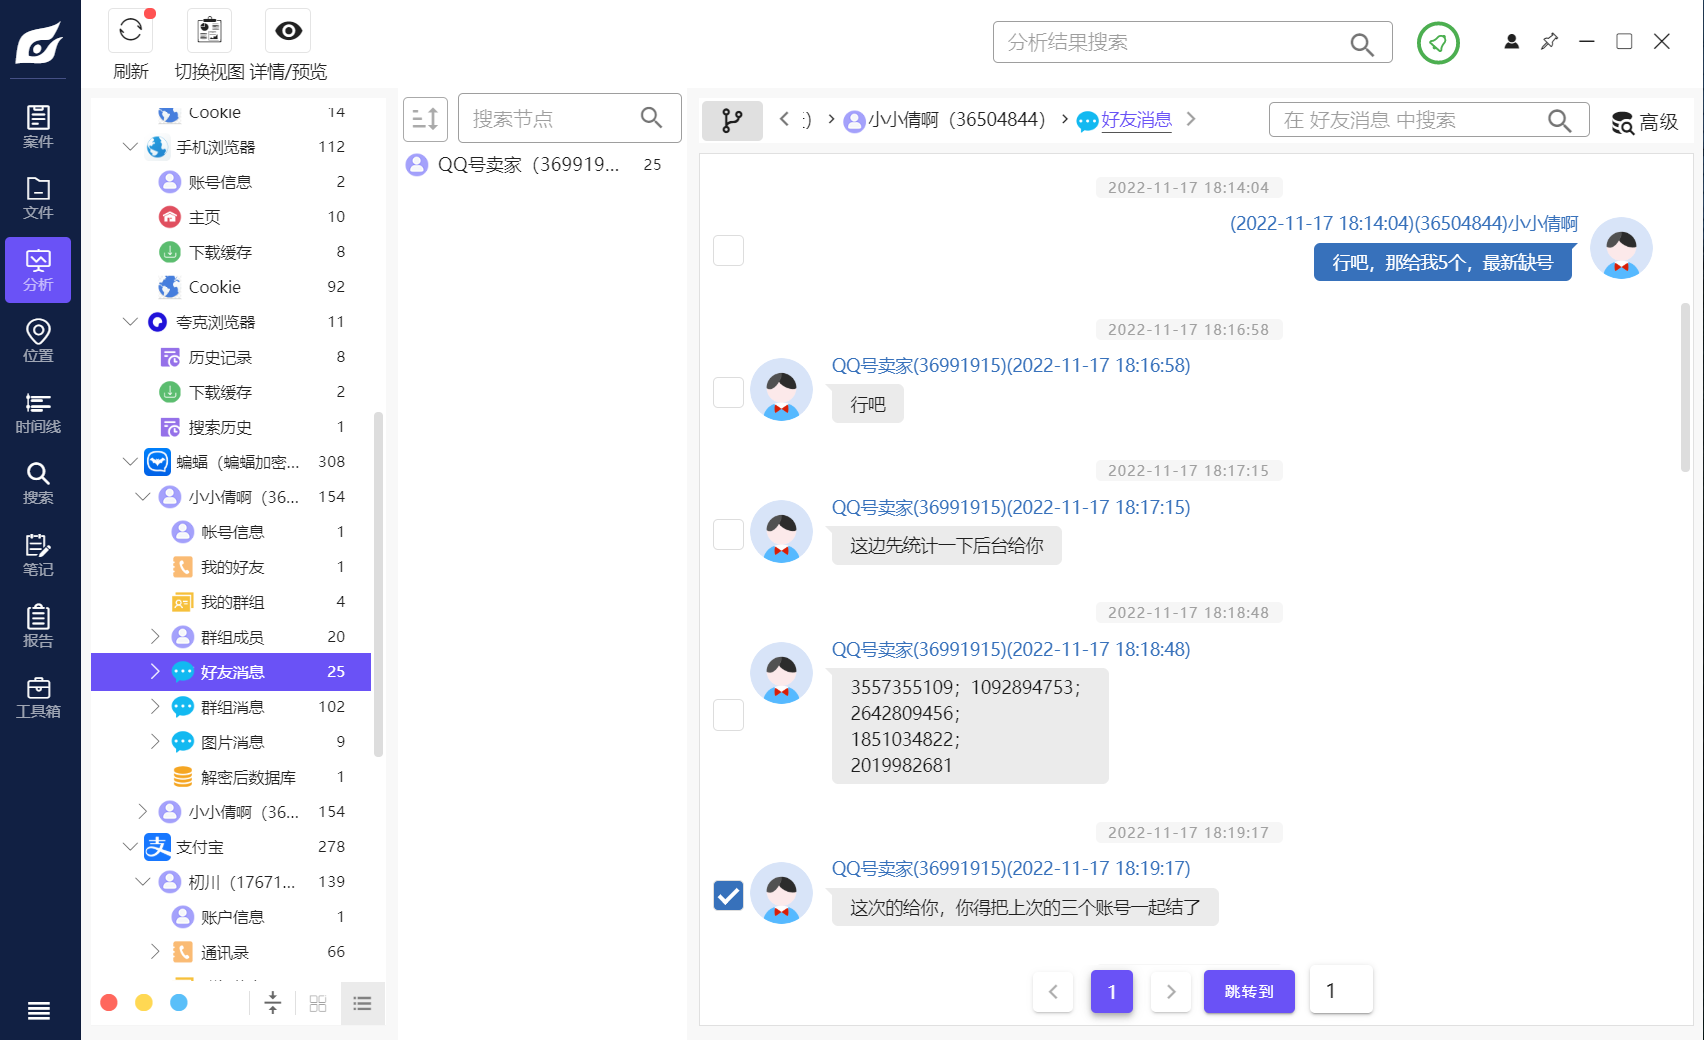 刷新
切换视图
详情/预览
分析结果搜索
案件
文件
分析
位置
时间线
搜索
笔记
报告
工具箱
Cookie 14
手机浏览器 112
账号信息 2
主页 10
下载缓存 8
Cookie 92
夸克浏览器 11
历史记录 8
下载缓存 2
搜索历史 1
蝙蝠（蝙蝠加密... 308
小小倩啊（36... 154
帐号信息 1
我的好友 1
我的群组 4
群组成员 20
好友消息 25
群组消息 102
图片消息 9
解密后数据库 1
小小倩啊（36... 154
支付宝 278
杒川（17671... 139
账户信息 1
通讯录 66
搜索节点
QQ号卖家（369919... 25
) 小小倩啊（36504844） 好友消息
在 好友消息 中搜索
高级
2022-11-17 18:14:04
(2022-11-17 18:14:04)(36504844)小小倩啊
行吧，那给我5个，最新缺号
2022-11-17 18:16:58
QQ号卖家(36991915)(2022-11-17 18:16:58)
行吧
2022-11-17 18:17:15
QQ号卖家(36991915)(2022-11-17 18:17:15)
这边先统计一下后台给你
2022-11-17 18:18:48
QQ号卖家(36991915)(2022-11-17 18:18:48)
3557355109；1092894753；
2642809456；
1851034822；
2019982681
2022-11-17 18:19:17
QQ号卖家(36991915)(2022-11-17 18:19:17)
这次的给你，你得把上次的三个账号一起结了
1
跳转到
1